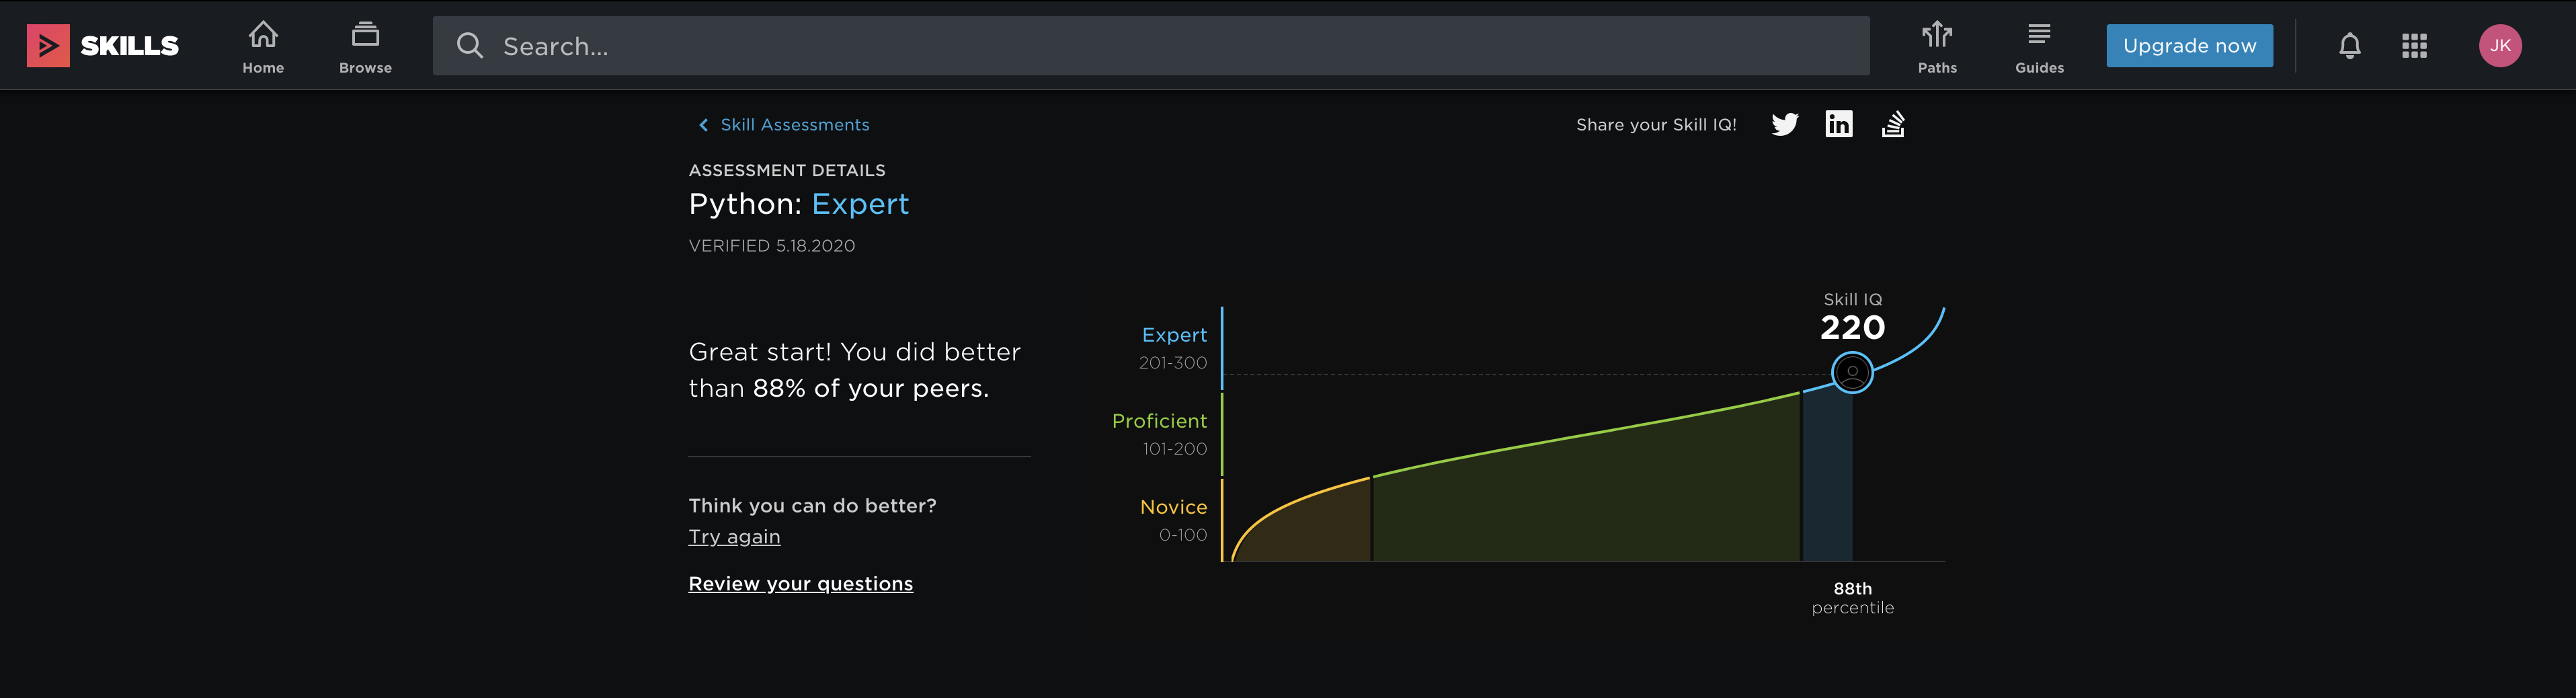 SKILLS
Home
Browse
Search...
Paths
Guides
Upgrade now
JK
Skill Assessments
Share your Skill IQ!
in
ASSESSMENT DETAILS
Python: Expert
VERIFIED 5.18.2020
Great start! You did better
than 88% of your peers.
Think you can do better?
Try again
Review your questions
Skill IQ
220
Expert
201-300
Proficient
101-200
Novice
0-100
88th
percentile